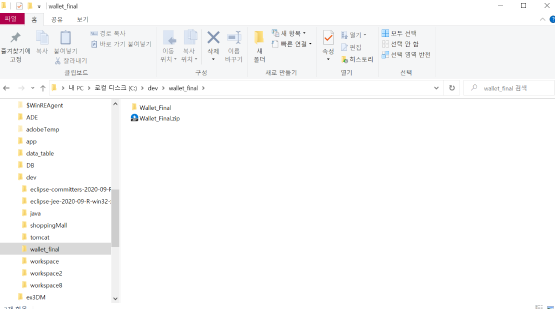 wallet_final
파일
홈
공유
보기
즐겨찾기에
고정
복사
붙여넣기
경로 복사
바로 가기 붙여넣기
잘라내기
클립보드
이동
위치
복사
위치
삭제
이름
바꾸기
구성
새
폴더
새 항목
빠른 연결
새로 만들기
속성
열기
편집
히스토리
열기
모두 선택
선택 안 함
선택 영역 반전
선택
내 PC > 로컬 디스크 (C:) > dev > wallet_final >
wallet_final 검색
$WinREAgent
ADE
adobeTemp
app
data_table
DB
dev
eclipse-committers-2020-09-R
eclipse-jee-2020-09-R-win32-
java
shoppingMall
tomcat
wallet_final
workspace
workspace2
workspace8
ex3DM
Wallet_Final
Wallet_Final.zip